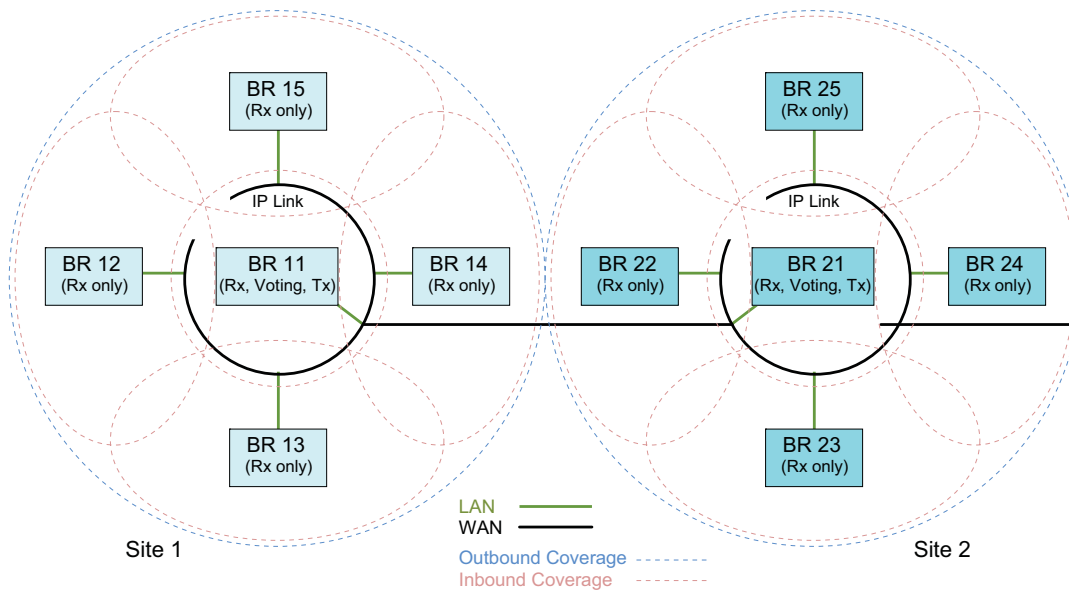 BR 15
(Rx only)
BR 25
(Rx only)
IP Link
IP Link
BR 12
(Rx only)
BR 11
(Rx, Voting, Tx)
BR 14
(Rx only)
BR 22
(Rx only)
BR 21
(Rx, Voting, Tx)
BR 24
(Rx only)
BR 13
(Rx only)
BR 23
(Rx only)
LAN
WAN
Site 1
Site 2
Outbound Coverage
Inbound Coverage